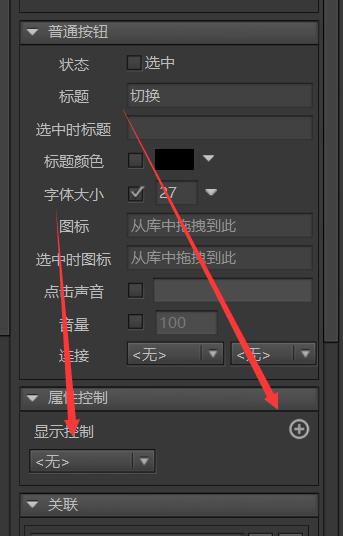 普通按钮
状态 选中
标题 切换
选中时标题
标题颜色
字体大小 27
图标 从库中拖拽到此
选中时图标 从库中拖拽到此
点击声音
音量 100
连接 <无> <无>
属性控制
显示控制
<无>
关联